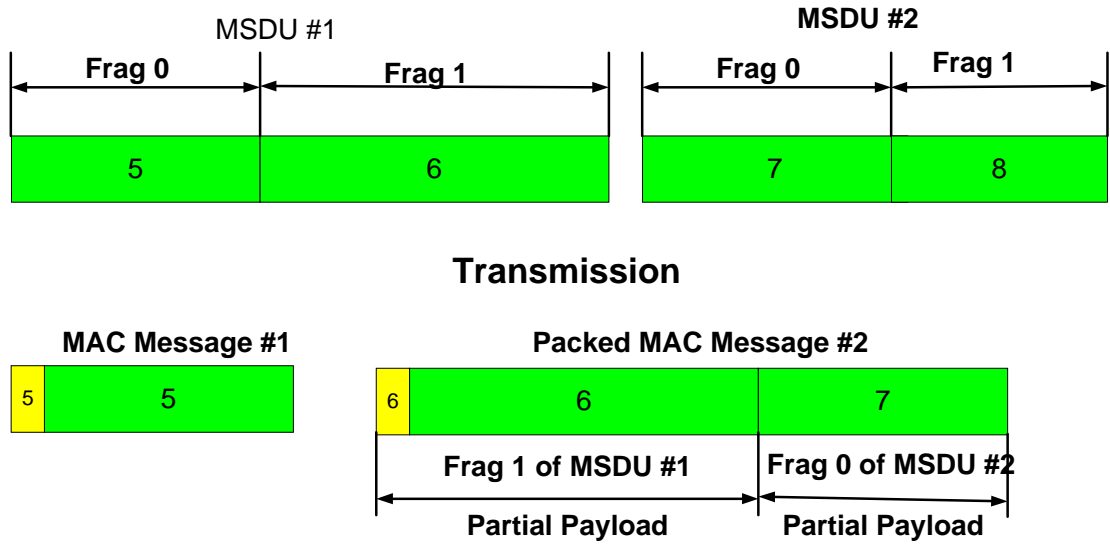 MSDU #1
MSDU #2
Frag 0
Frag 1
Frag 0
Frag 1
5
6
7
8
Transmission
MAC Message #1
Packed MAC Message #2
5
5
6
6
7
Frag 1 of MSDU #1
Frag 0 of MSDU #2
Partial Payload
Partial Payload